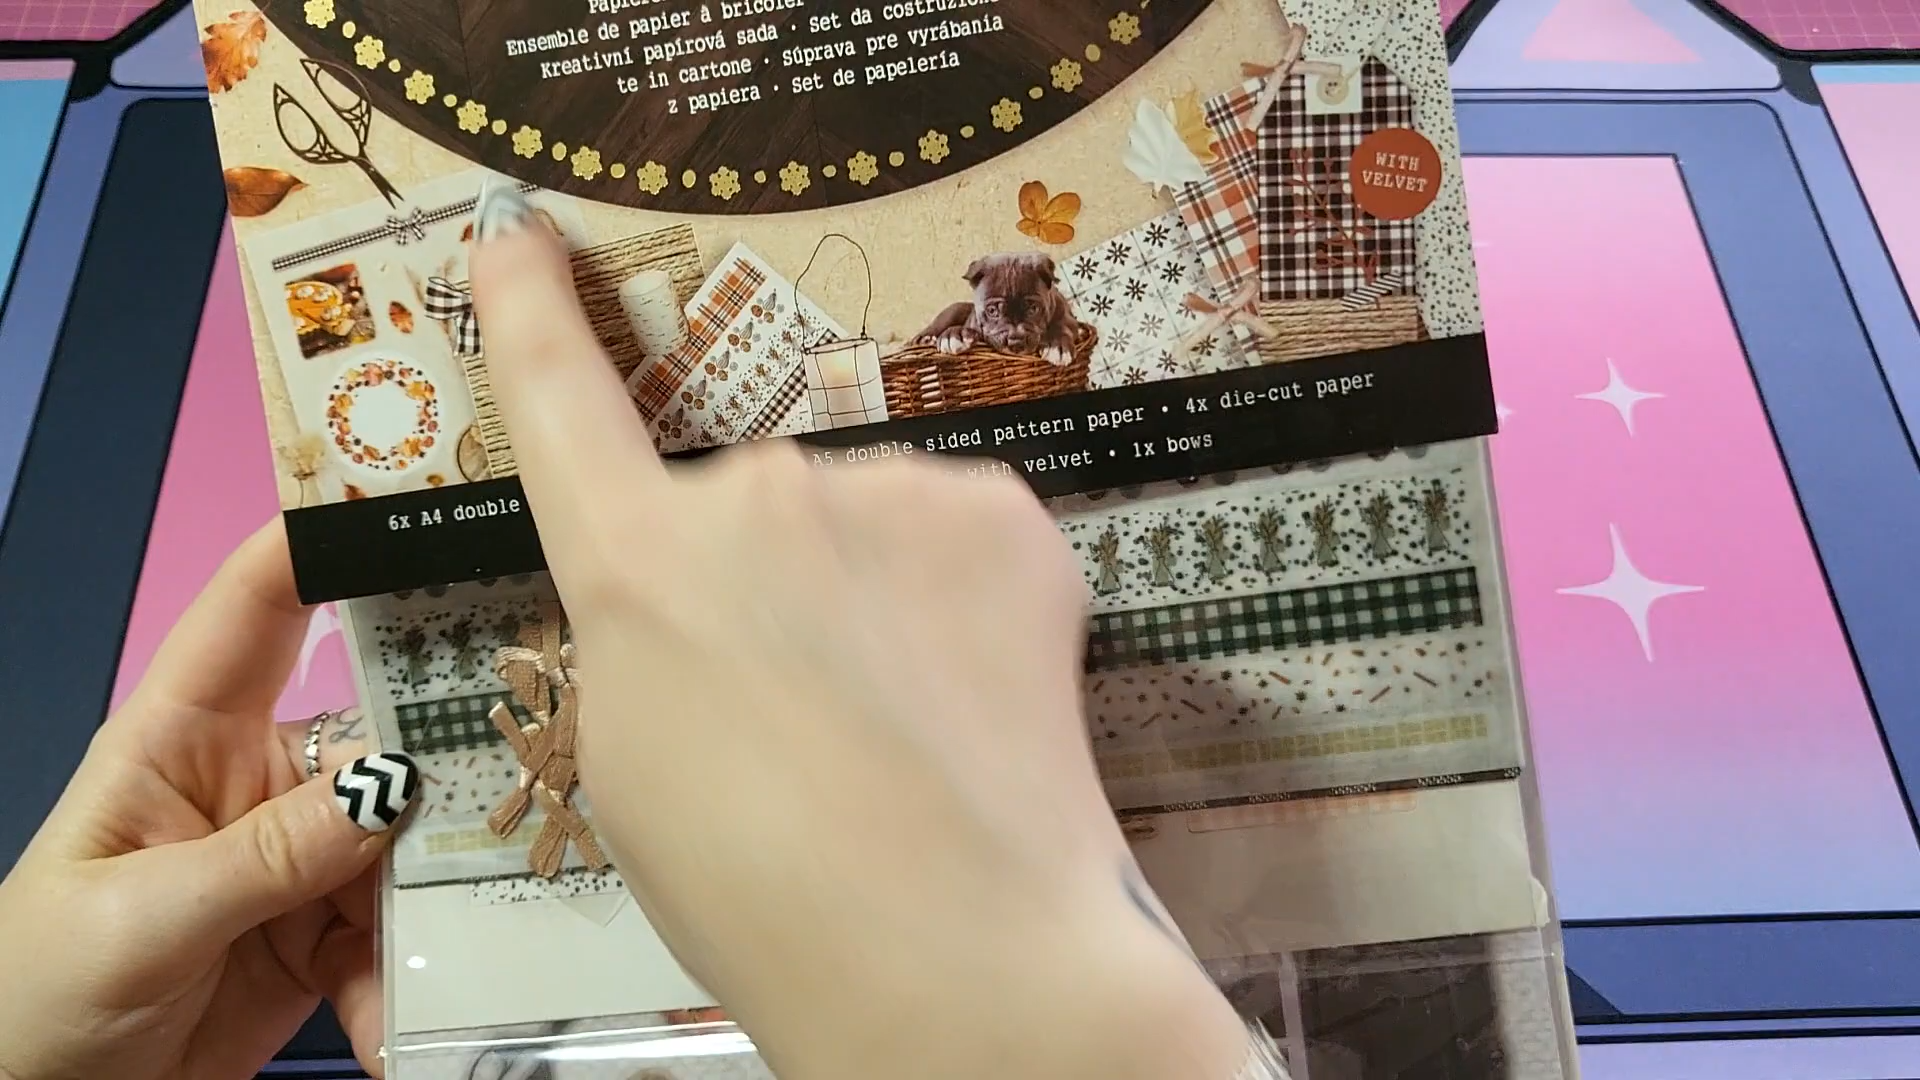 Ensemble de papier à bricoler
Kreativní papírová sada · set da costruzione
te in cartone · súprava pre vyrábania
z papiera · set de papelería
WITH
VELVET
6x A4 double A5 double sided pattern paper · 4x die-cut paper
with velvet · 1x bows